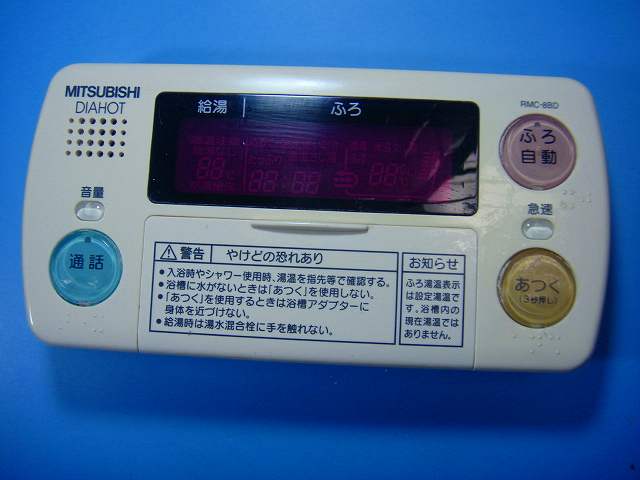 MITSUBISHI
DIAHOT
給湯 ふろ
RMC-8BD
ふろ
自動
音量
急速
通話
あつく
(3秒押し)
警告 やけどの恐れあり
●入浴時やシャワー使用時、湯温を指先等で確認する。
●浴槽に水がないときは「あつく」を使用しない。
●「あつく」を使用するときは浴槽アダプターに
身体を近づけない。
●給湯時は湯水混合栓に手を触れない。
お知らせ
ふろ湯温表示
は設定湯温で
す。浴槽内の
現在湯温では
ありません。